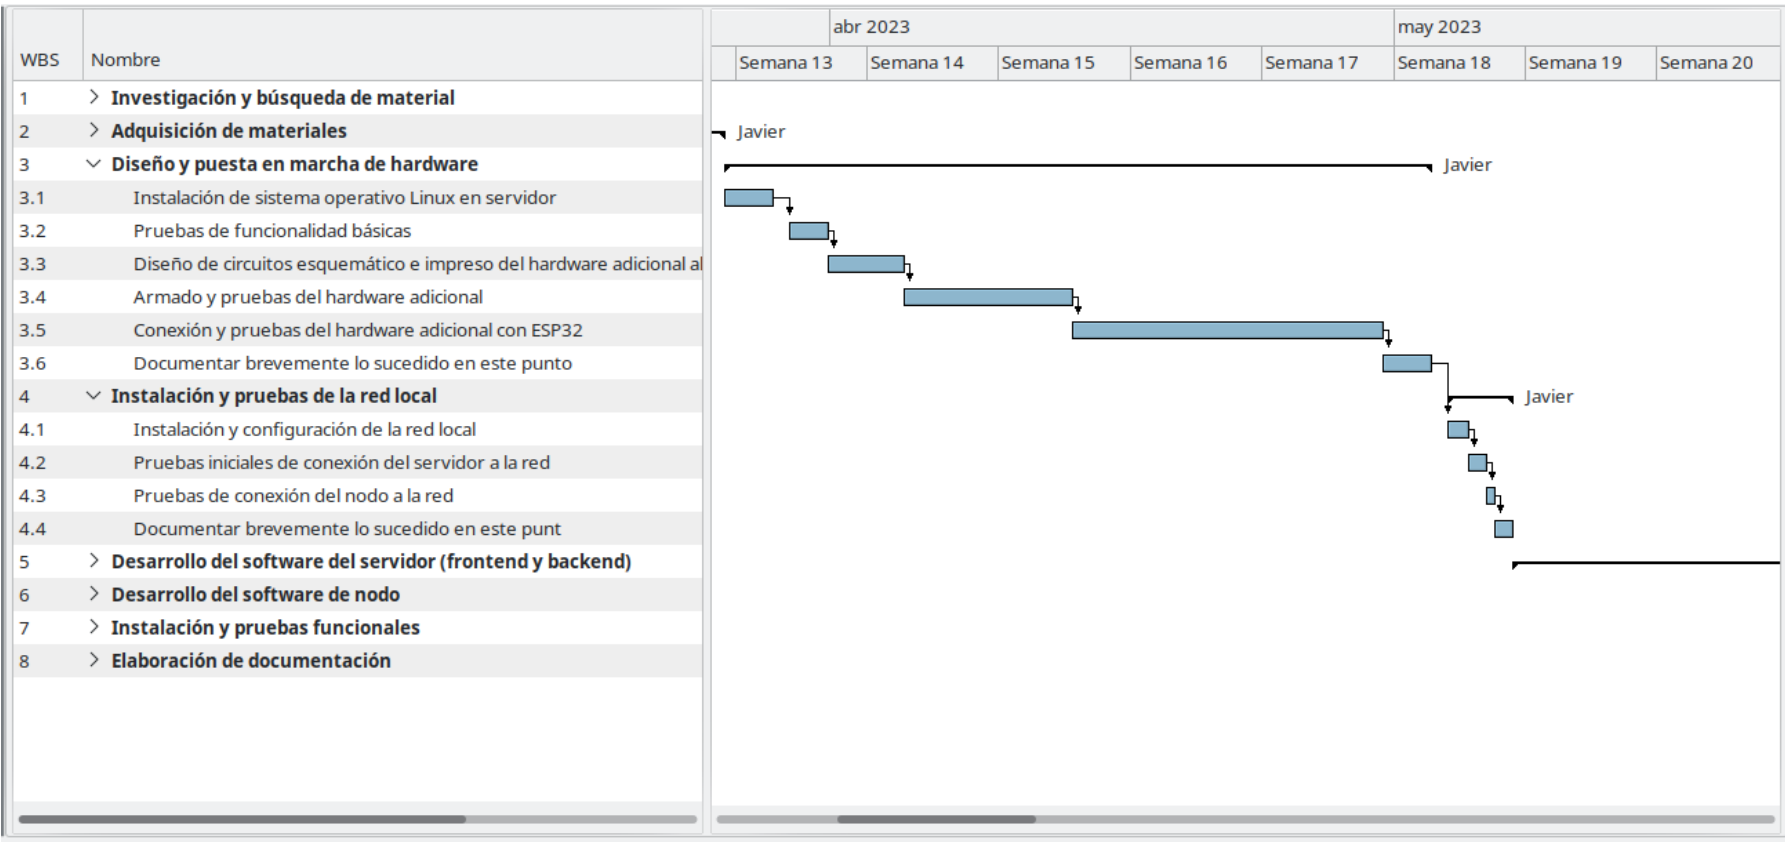 abr 2023 may 2023
WBS Nombre Semana 13 Semana 14 Semana 15 Semana 16 Semana 17 Semana 18 Semana 19 Semana 20
1 Investigación y búsqueda de material
2 Adquisición de materiales Javier
3 Diseño y puesta en marcha de hardware Javier
3.1 Instalación de sistema operativo Linux en servidor
3.2 Pruebas de funcionalidad básicas
3.3 Diseño de circuitos esquemático e impreso del hardware adicional al
3.4 Armado y pruebas del hardware adicional
3.5 Conexión y pruebas del hardware adicional con ESP32
3.6 Documentar brevemente lo sucedido en este punto
4 Instalación y pruebas de la red local Javier
4.1 Instalación y configuración de la red local
4.2 Pruebas iniciales de conexión del servidor a la red
4.3 Pruebas de conexión del nodo a la red
4.4 Documentar brevemente lo sucedido en este punt
5 Desarrollo del software del servidor (frontend y backend)
6 Desarrollo del software de nodo
7 Instalación y pruebas funcionales
8 Elaboración de documentación